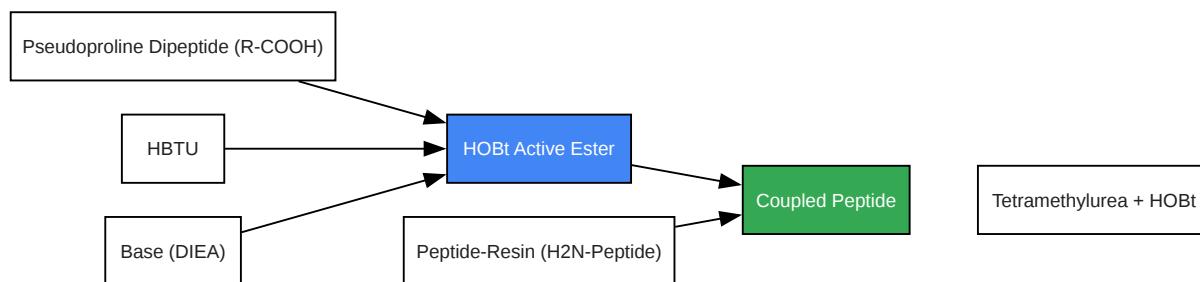 Pseudoproline Dipeptide (R-COOH)
HBTU
HOBt Active Ester
Coupled Peptide
Tetramethylurea + HOBt
Base (DIEA)
Peptide-Resin (H2N-Peptide)